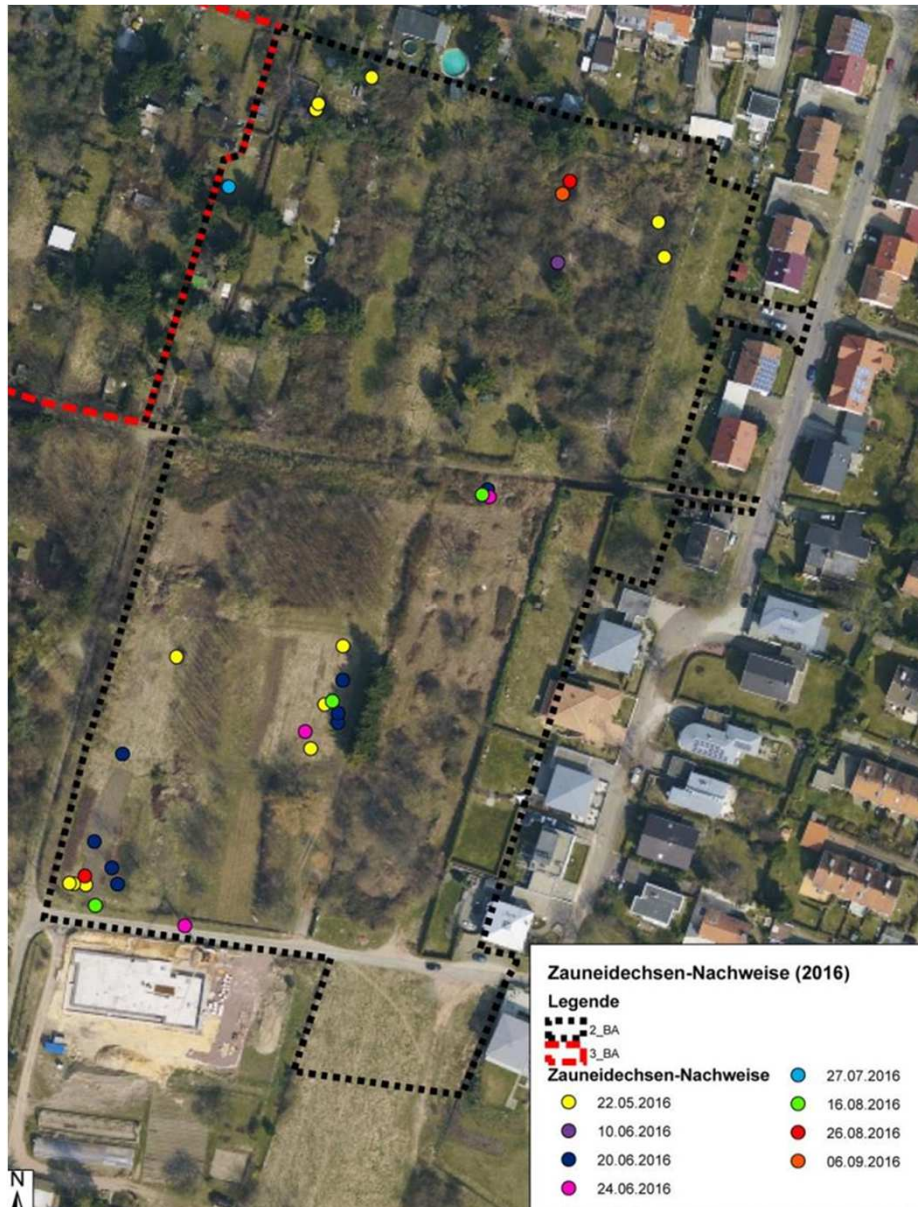 Zauneidechsen-Nachweise (2016)
Legende
2_BA
3_BA
Zauneidechsen-Nachweise
22.05.2016
10.06.2016
20.06.2016
24.06.2016
27.07.2016
16.08.2016
26.08.2016
06.09.2016
N